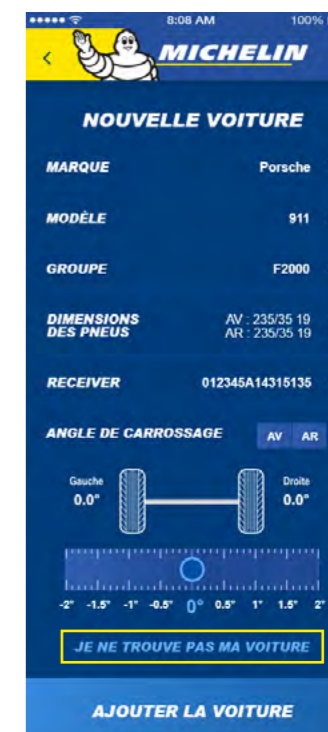 8:08 AM 100%
MICHELIN
NOUVELLE VOITURE
MARQUE Porsche
MODÈLE 911
GROUPE F2000
DIMENSIONS DES PNEUS AV : 235/35 19
AR : 235/35 19
RECEIVER 012345A14315135
ANGLE DE CARROSSAGE AV AR
Gauche Droite
0.0° 0.0°
-2° -1.5° -1° -0.5° 0° 0.5° 1° 1.5° 2°
JE NE TROUVE PAS MA VOITURE
AJOUTER LA VOITURE